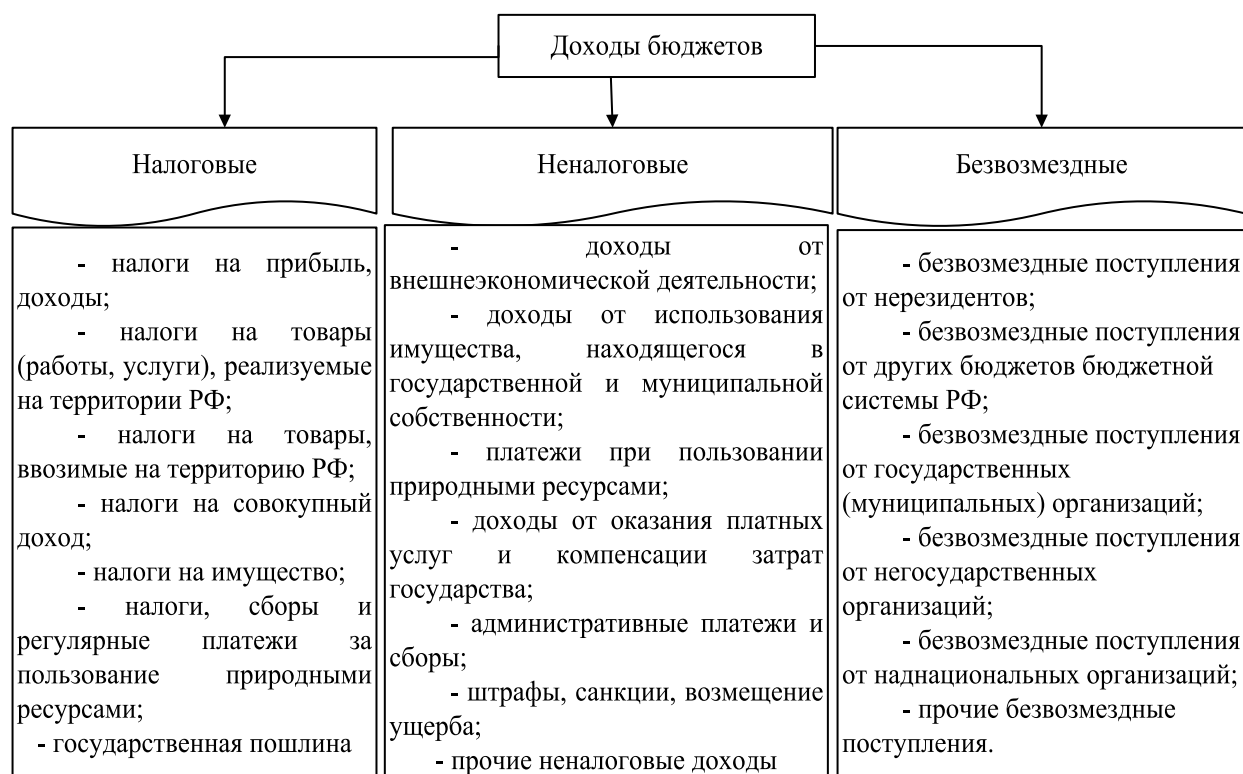 Доходы бюджетов
Налоговые
- налоги на прибыль,
доходы;
- налоги на товары
(работы, услуги), реализуемые
на территории РФ;
- налоги на товары,
ввозимые на территорию РФ;
- налоги на совокупный
доход;
- налоги на имущество;
- налоги, сборы и
регулярные платежи за
пользование природными
ресурсами;
- государственная пошлина
Неналоговые
- доходы от
внешнеэкономической деятельности;
- доходы от использования
имущества, находящегося в
государственной и муниципальной
собственности;
- платежи при пользовании
природными ресурсами;
- доходы от оказания платных
услуг и компенсации затрат
государства;
- административные платежи и
сборы;
- штрафы, санкции, возмещение
ущерба;
- прочие неналоговые доходы
Безвозмездные
- безвозмездные поступления
от нерезидентов;
- безвозмездные поступления
от других бюджетов бюджетной
системы РФ;
- безвозмездные поступления
от государственных
(муниципальных) организаций;
- безвозмездные поступления
от негосударственных
организаций;
- безвозмездные поступления
от наднациональных организаций;
- прочие безвозмездные
поступления.